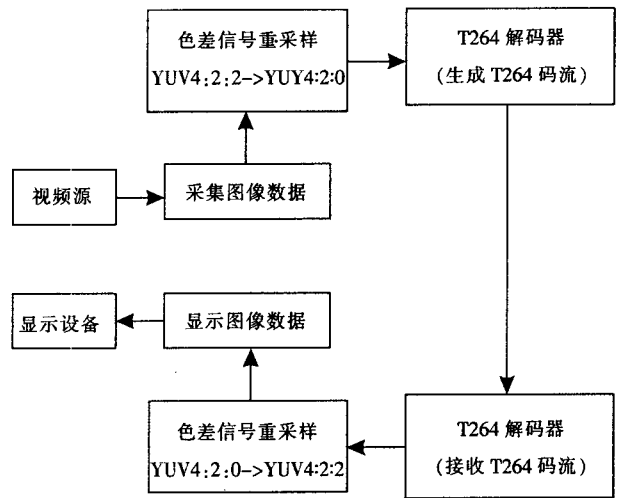 色差信号重采样
YUV4:2:2->YUY4:2:0
T264 解码器
(生成 T264 码流)
视频源
采集图像数据
显示设备
显示图像数据
色差信号重采样
YUV4:2:0->YUV4:2:2
T264 解码器
(接收 T264 码流)